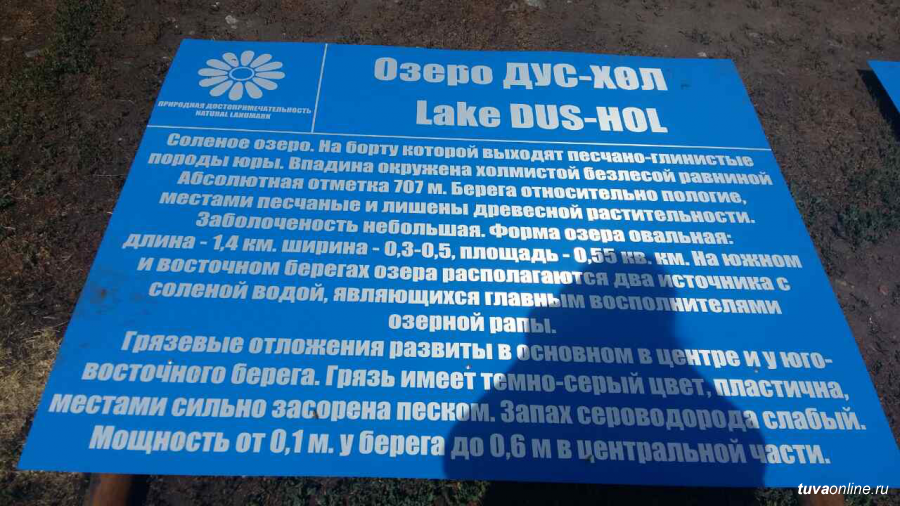 ПРИРОДНАЯ ДОСТОПРИМЕЧАТЕЛЬНОСТЬ
NATURAL LANDMARK
Озеро ДУС-ХӨЛ
Lake DUS-HOL
Соленое озеро. На борту которой выходят песчано-глинистые
породы юры. Впадина окружена холмистой безлесой равниной
Абсолютная отметка 707 м. Берега относительно пологие,
местами песчаные и лишены древесной растительности.
Заболоченость небольшая. Форма озера овальная:
длина - 1,4 км. ширина - 0,3-0,5, площадь - 0,55 кв. км. На южном
и восточном берегах озера располагаются два источника с
соленой водой, являющихся главным восполнителями
озерной рапы.
Грязевые отложения развиты в основном в центре и у юго-
восточного берега. Грязь имеет темно-серый цвет, пластична,
местами сильно засорена песком. Запах сероводорода слабый.
Мощность от 0,1 м. у берега до 0,6 м в центральной части.
tuvaonline.ru